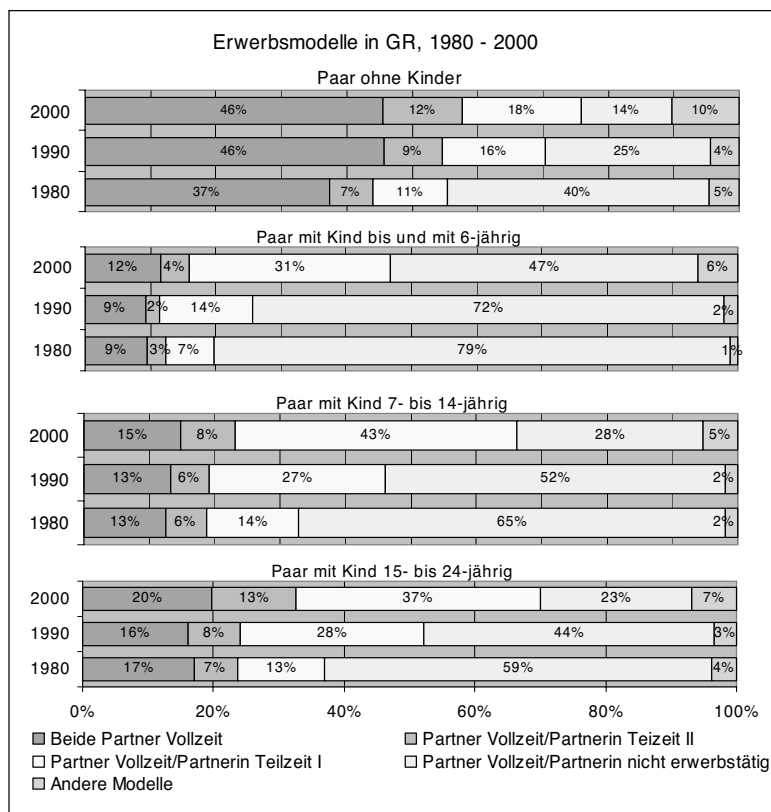 Erwerbsmodelle in GR, 1980 - 2000
Paar ohne Kinder
2000 46% 12% 18% 14% 10%
1990 46% 9% 16% 25% 4%
1980 37% 7% 11% 40% 5%
Paar mit Kind bis und mit 6-jährig
2000 12% 4% 31% 47% 6%
1990 9% 2% 14% 72% 2%
1980 9% 3% 7% 79% 1%
Paar mit Kind 7- bis 14-jährig
2000 15% 8% 43% 28% 5%
1990 13% 6% 27% 52% 2%
1980 13% 6% 14% 65% 2%
Paar mit Kind 15- bis 24-jährig
2000 20% 13% 37% 23% 7%
1990 16% 8% 28% 44% 3%
1980 17% 7% 13% 59% 4%
0% 20% 40% 60% 80% 100%
Beide Partner Vollzeit Partner Vollzeit/Partnerin Teizeit II
Partner Vollzeit/Partnerin Teilzeit I Partner Vollzeit/Partnerin nicht erwerbstätig
Andere Modelle